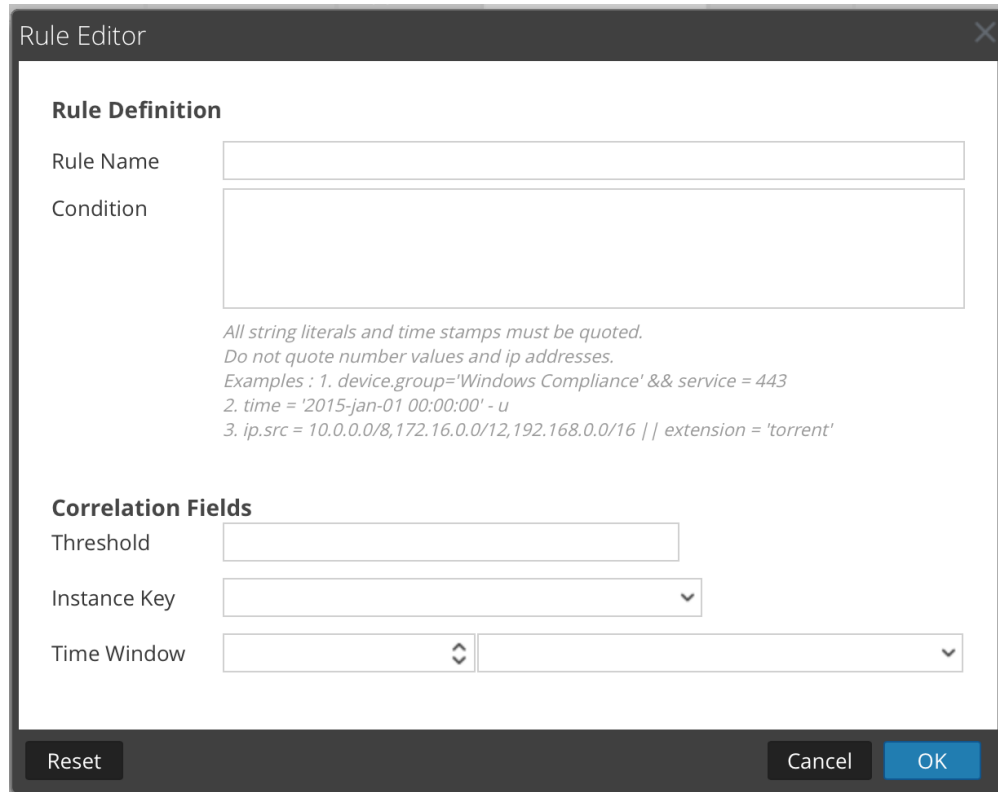 Rule Editor
Rule Definition
Rule Name
Condition
All string literals and time stamps must be quoted.
Do not quote number values and ip addresses.
Examples : 1. device.group='Windows Compliance' && service = 443
2. time = '2015-jan-01 00:00:00' - u
3. ip.src = 10.0.0.0/8,172.16.0.0/12,192.168.0.0/16 || extension = 'torrent'
Correlation Fields
Threshold
Instance Key
Time Window
Reset Cancel OK